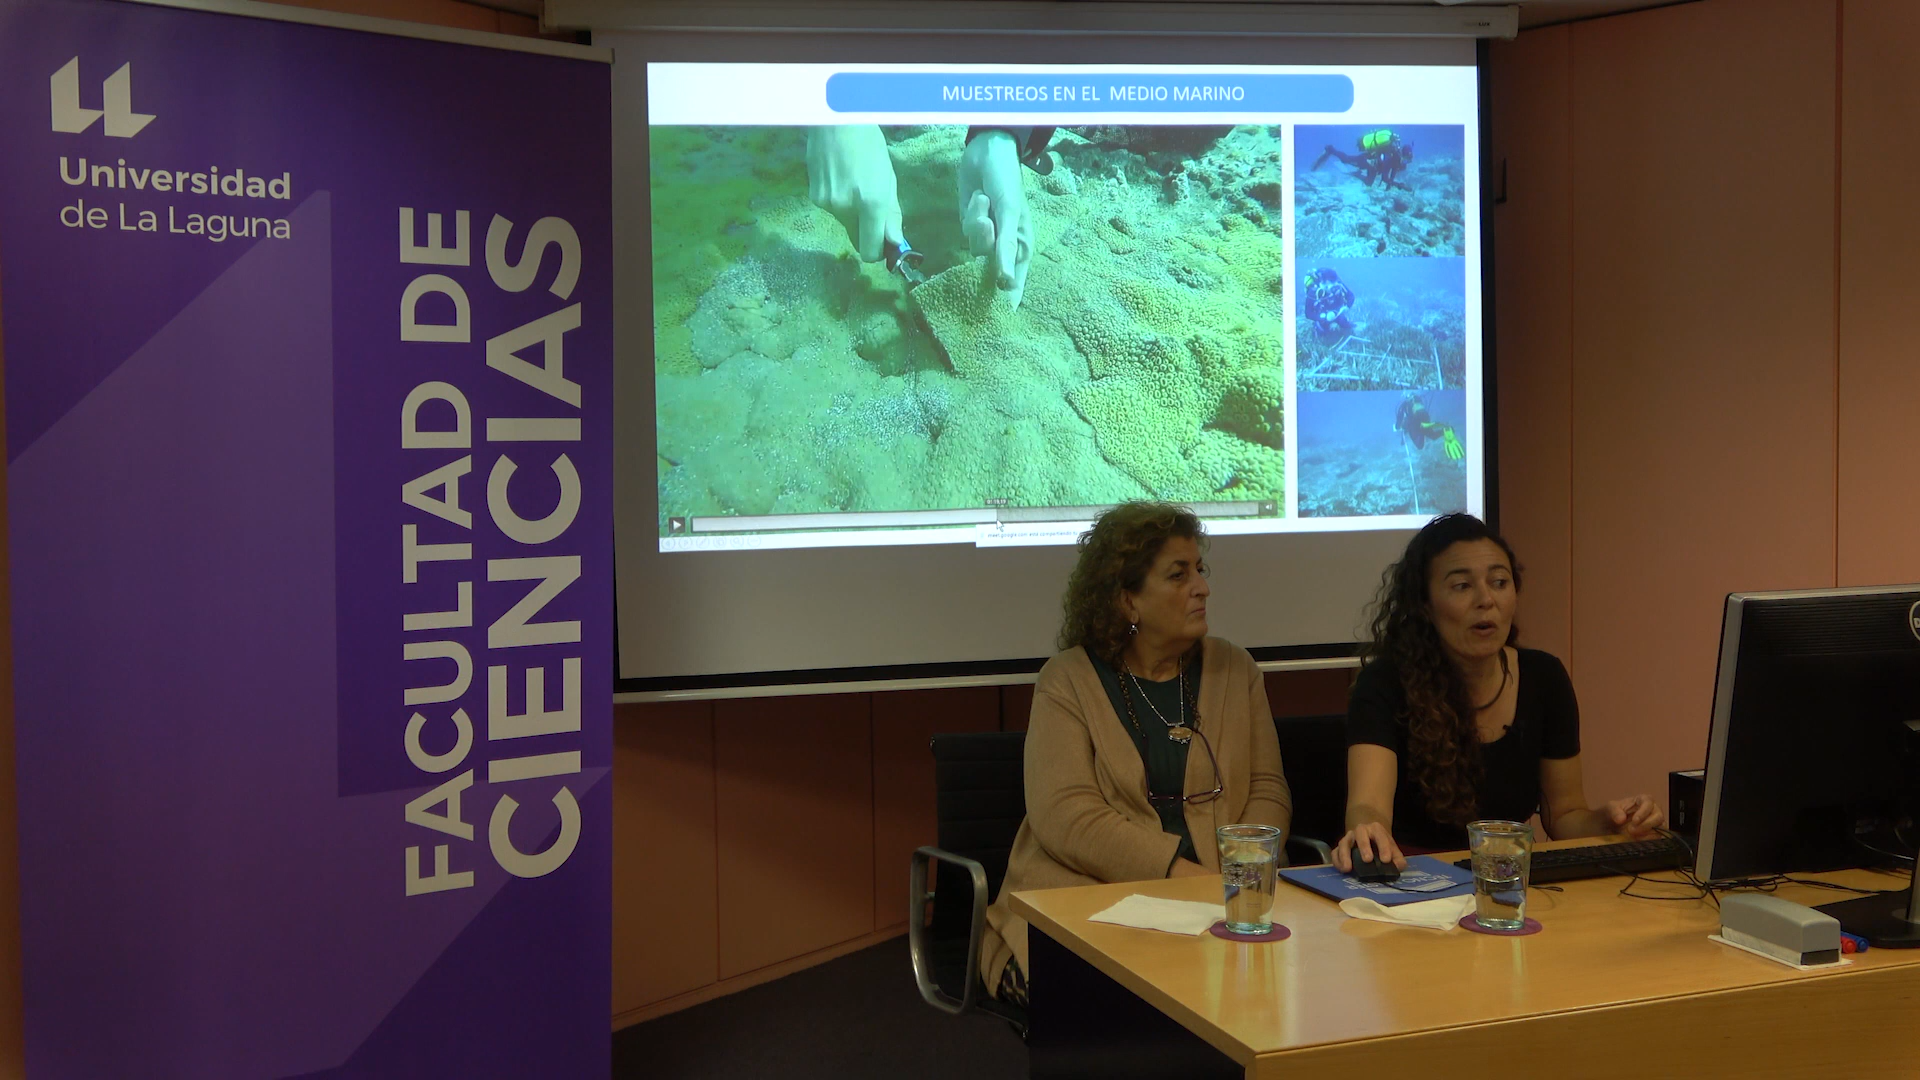 Universidad
de La Laguna
FACULTAD DE
CIENCIAS
MUESTREOS EN EL MEDIO MARINO